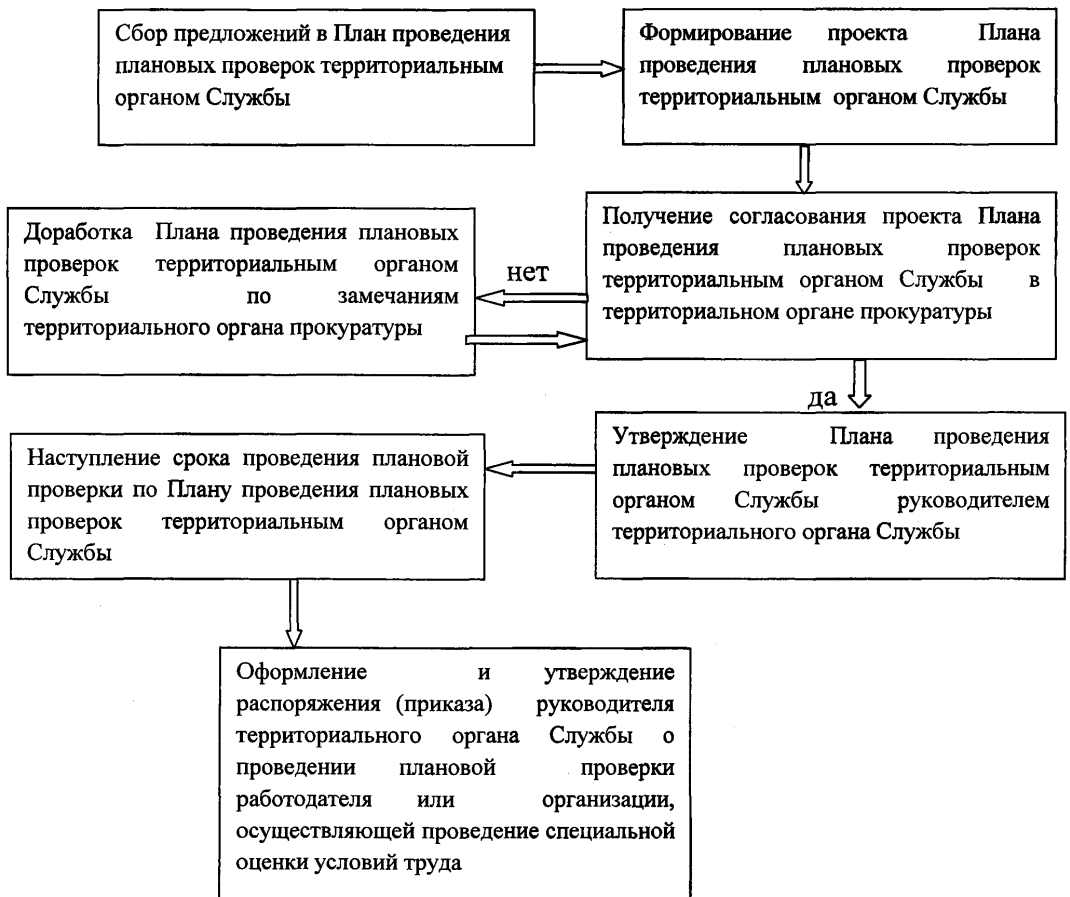 Сбор предложений в План проведения
плановых проверок территориальным
органом Службы
Формирование проекта Плана
проведения плановых проверок
территориальным органом Службы
Получение согласования проекта Плана
проведения плановых проверок
территориальным органом Службы в
территориальном органе прокуратуры
нет
Доработка Плана проведения плановых
проверок территориальным органом
Службы по замечаниям
территориального органа прокуратуры
да
Утверждение Плана проведения
плановых проверок территориальным
органом Службы руководителем
территориального органа Службы
Наступление срока проведения плановой
проверки по Плану проведения плановых
проверок территориальным органом
Службы
Оформление и утверждение
распоряжения (приказа) руководителя
территориального органа Службы о
проведении плановой проверки
работодателя или организации,
осуществляющей проведение специальной
оценки условий труда